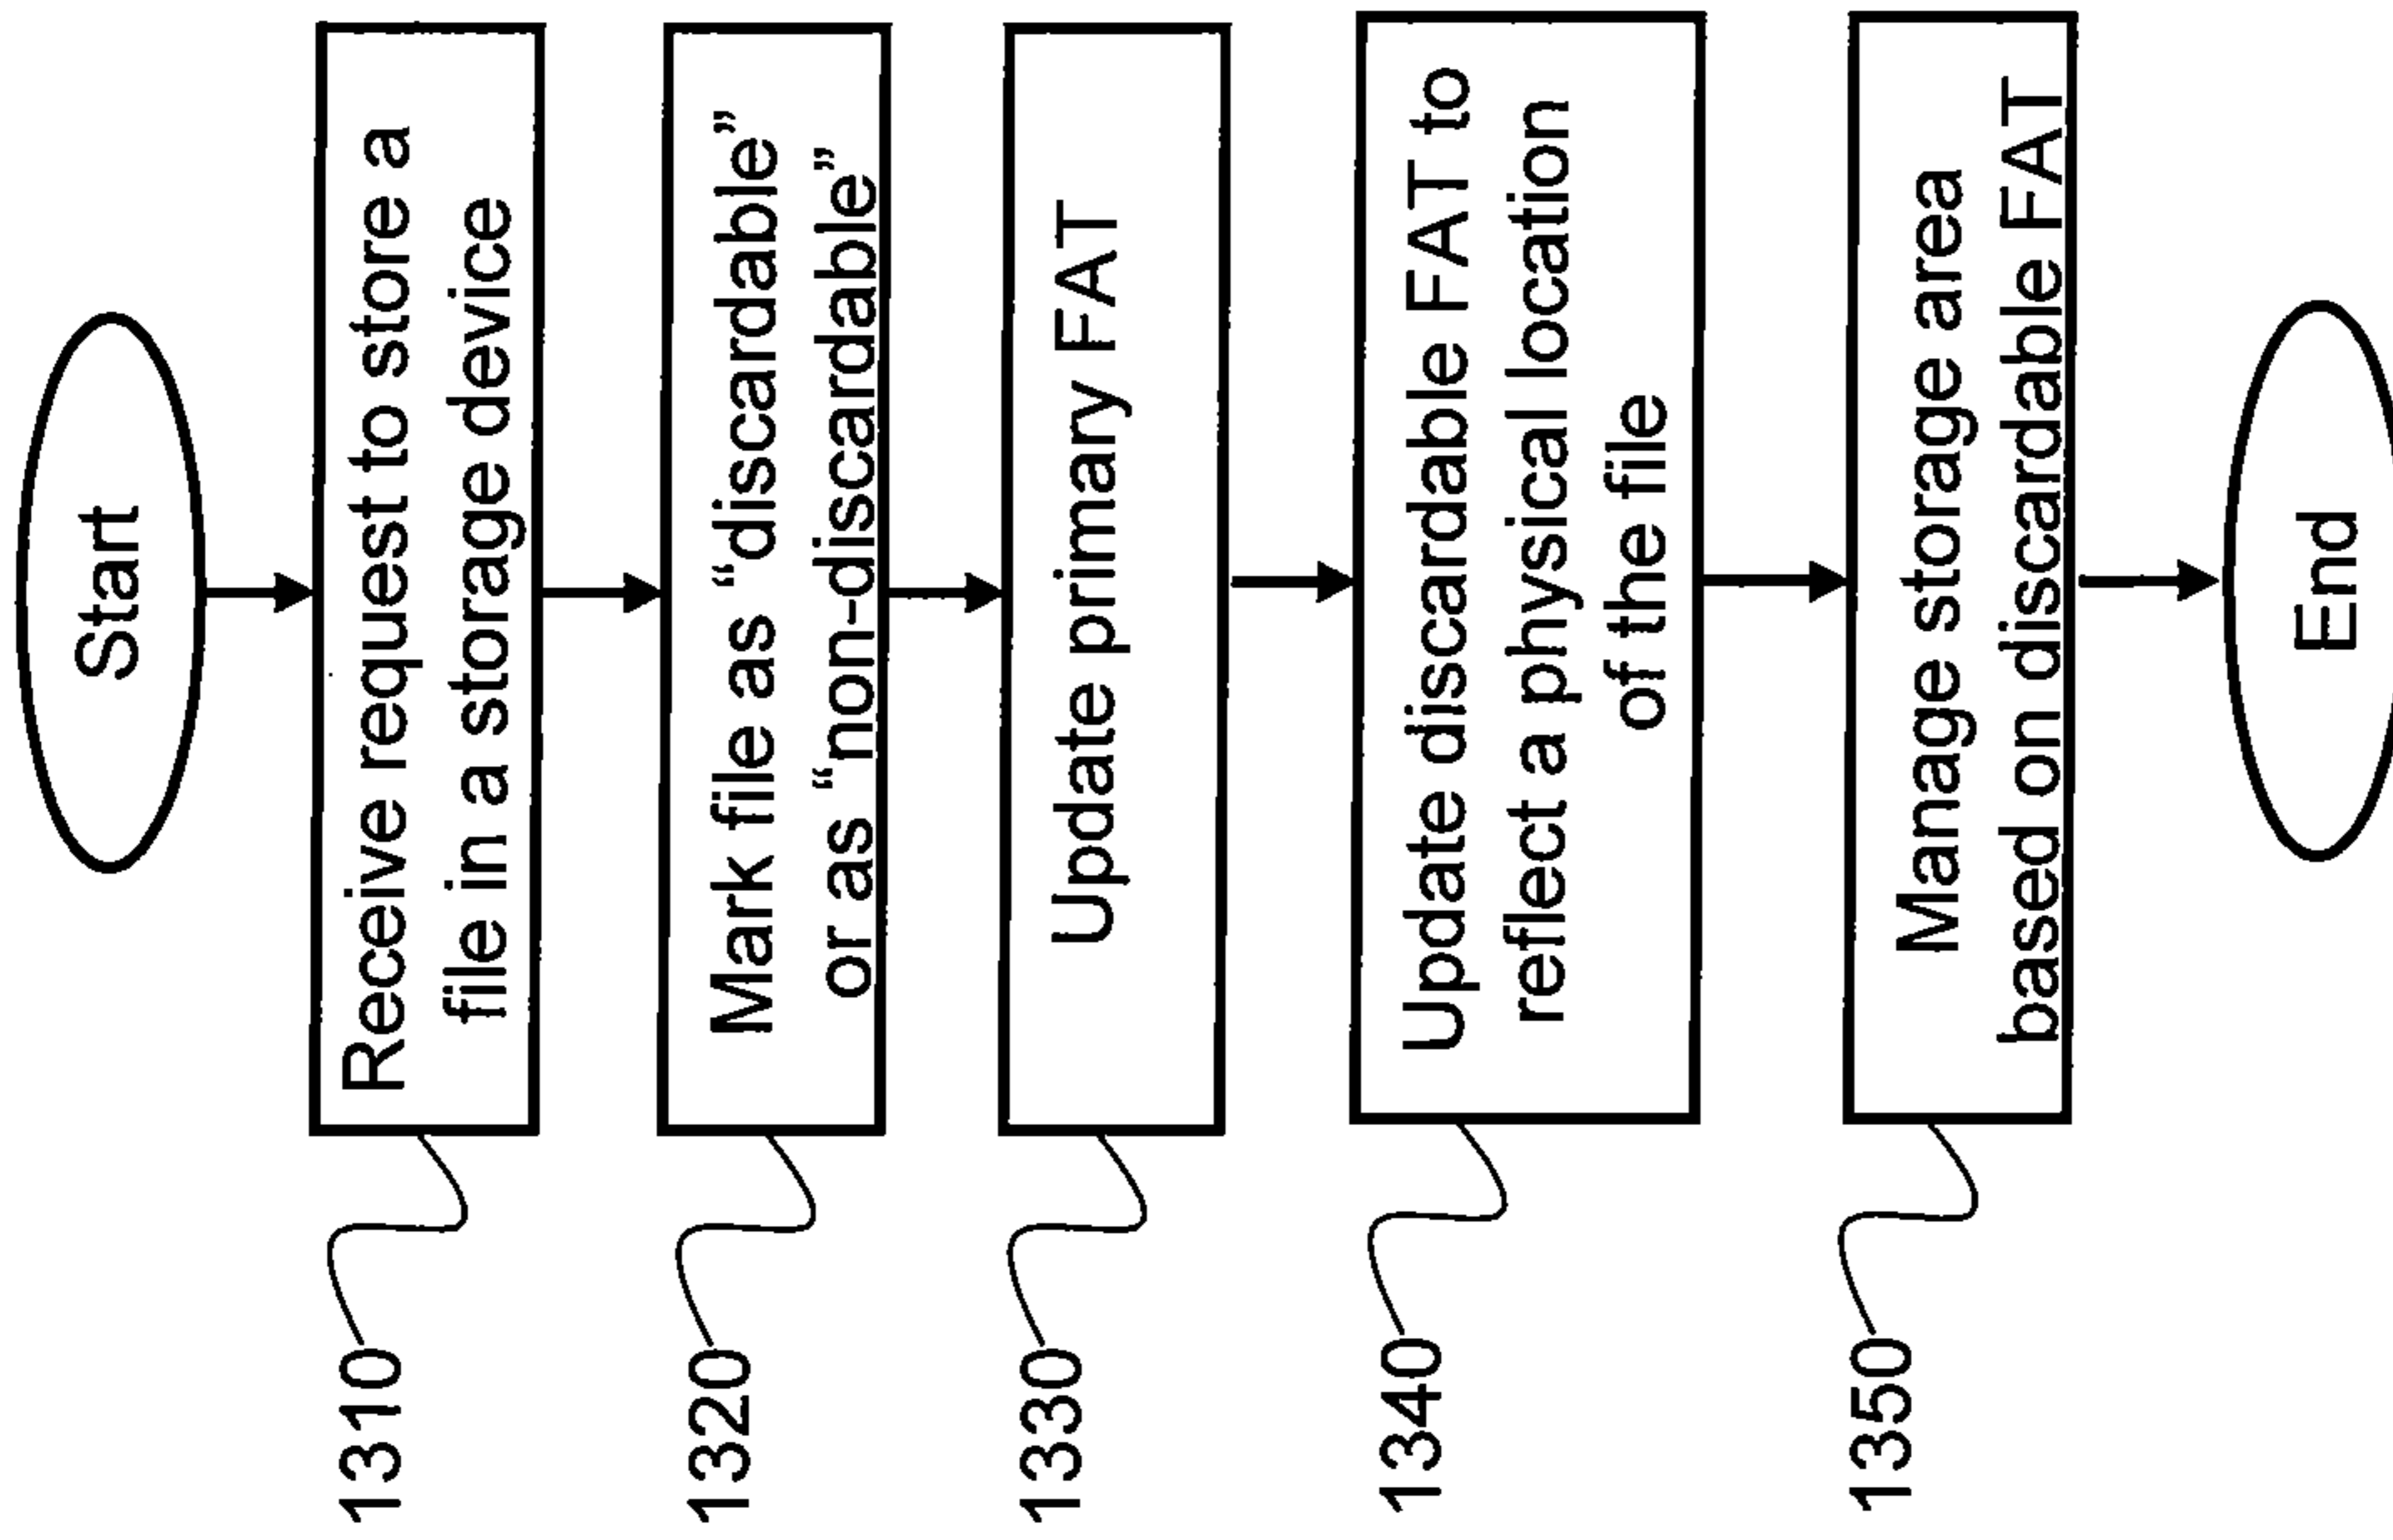 Start
1310
Receive request to store a
file in a storage device
1320
Mark file as “discardable”
or as “non-discardable”
1330
Update primary FAT
1340
Update discardable FAT to
reflect a physical location
of the file
1350
Manage storage area
based on discardable FAT
End